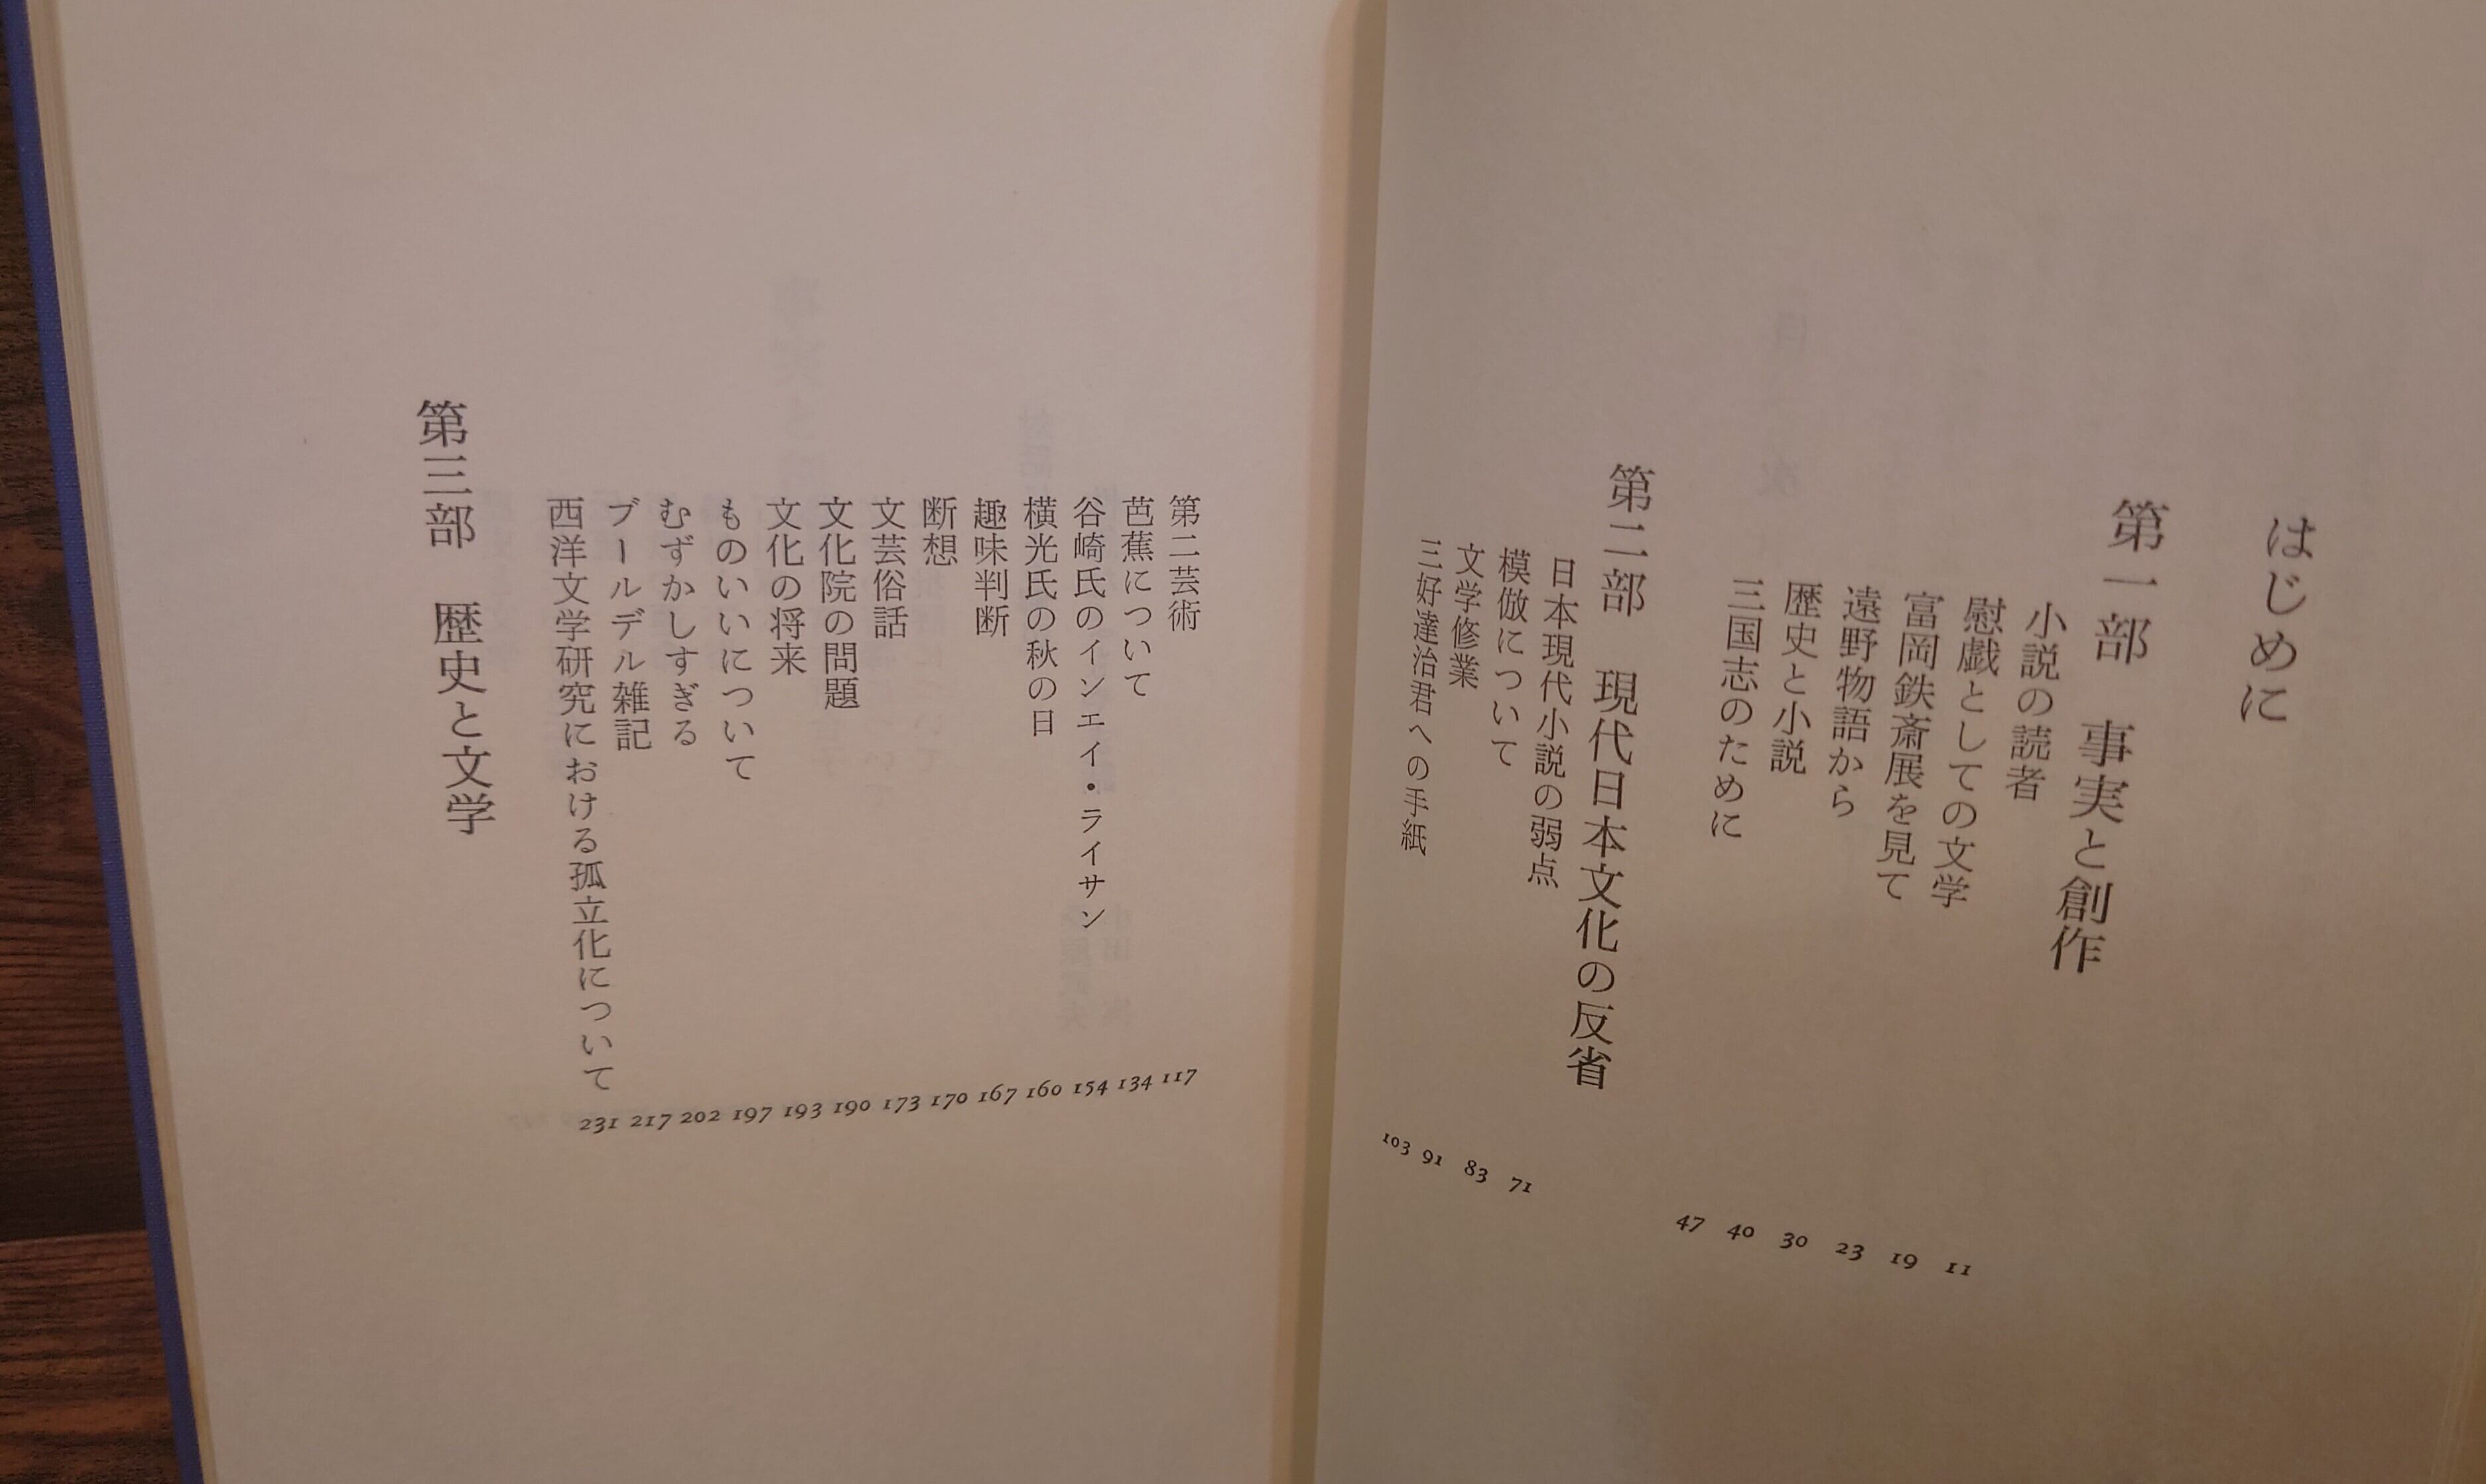 はじめに
第一部 事実と創作
小説の読者 11
慰戯としての文学 19
富岡鉄斎展を見て 23
遠野物語から 30
歴史と小説 40
三国志のために 47
第二部 現代日本文化の反省
日本現代小説の弱点 71
模倣について 83
文学修業 91
三好達治君への手紙 103
第二芸術 117
芭蕉について 134
谷崎氏のインエイ・ライサン 154
横光氏の秋の日 160
趣味判断 167
断想 170
文芸俗話 173
文化院の問題 190
文化の将来 193
ものいいについて 197
むずかしすぎる 202
ブールデル雑記 217
西洋文学研究における孤立化について 231
第三部 歴史と文学